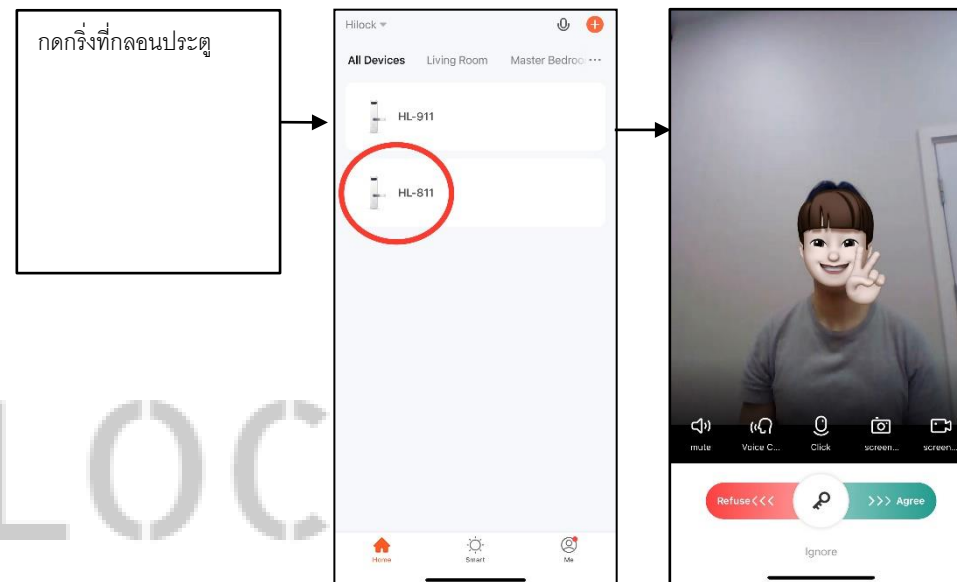 กดกริ่งที่กลอนประตู
Hilock
All Devices Living Room Master Bedroo ...
HL-911
HL-811
Home Smart Me
mute Voice C... Click screen... screen...
Refuse<<< >>> Agree
Ignore
LOC